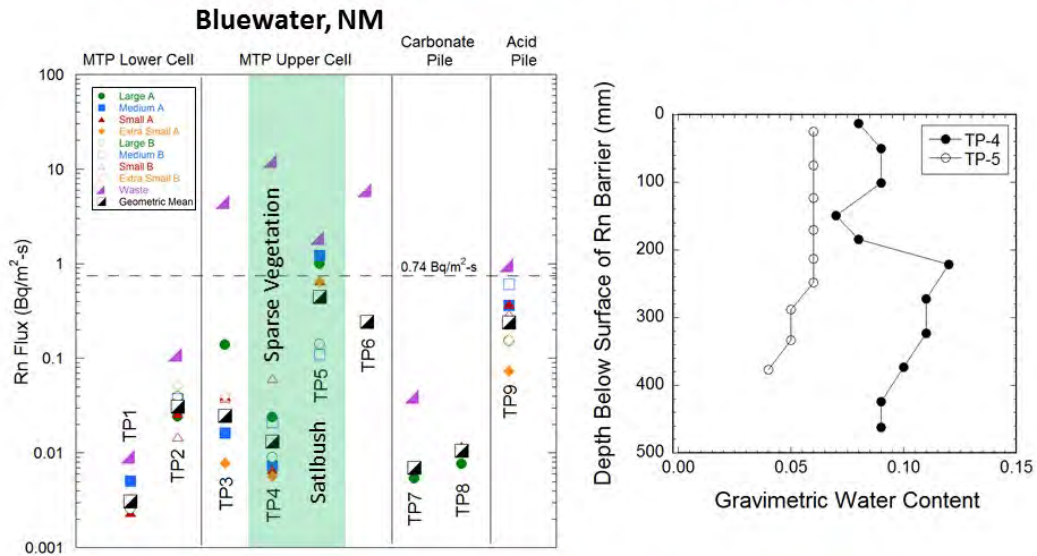 Bluewater, NM
MTP Lower Cell
MTP Upper Cell
Carbonate
Pile
Acid
Pile
100
10
1
0.1
0.01
0.001
Rn Flux (Bq/m²-s)
Large A
Medium A
Small A
Extra Small A
Large B
Medium B
Small B
Extra Small B
Waste
Geometric Mean
0.74 Bq/m²-s
Sparse Vegetation
Satlbush
TP1
TP2
TP3
TP4
TP5
TP6
TP7
TP8
TP9
Depth Below Surface of Rn Barrier (mm)
0
100
200
300
400
500
TP-4
TP-5
0.00
0.05
0.10
0.15
Gravimetric Water Content